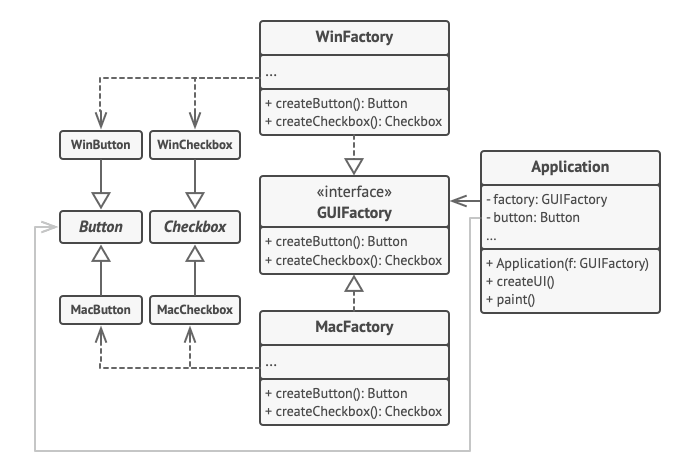 WinFactory
...
+ createButton(): Button
+ createCheckbox(): Checkbox
WinButton
WinCheckbox
Button
Checkbox
MacButton
MacCheckbox
«interface»
GUIFactory
+ createButton(): Button
+ createCheckbox(): Checkbox
Application
- factory: GUIFactory
- button: Button
...
+ Application(f: GUIFactory)
+ createUI()
+ paint()
MacFactory
...
+ createButton(): Button
+ createCheckbox(): Checkbox